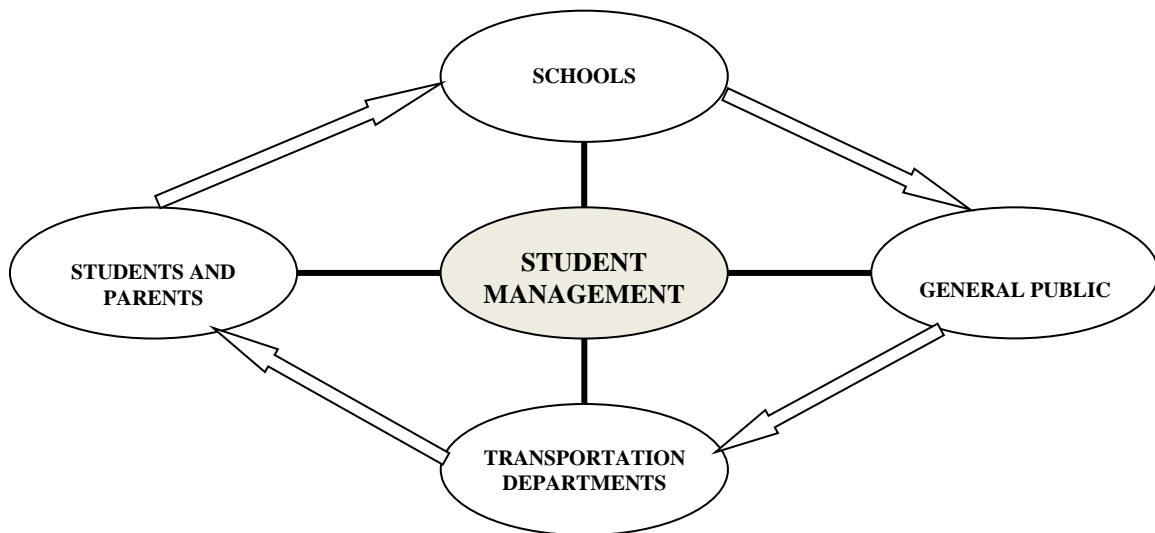 SCHOOLS
STUDENTS AND
PARENTS
STUDENT
MANAGEMENT
GENERAL PUBLIC
TRANSPORTATION
DEPARTMENTS